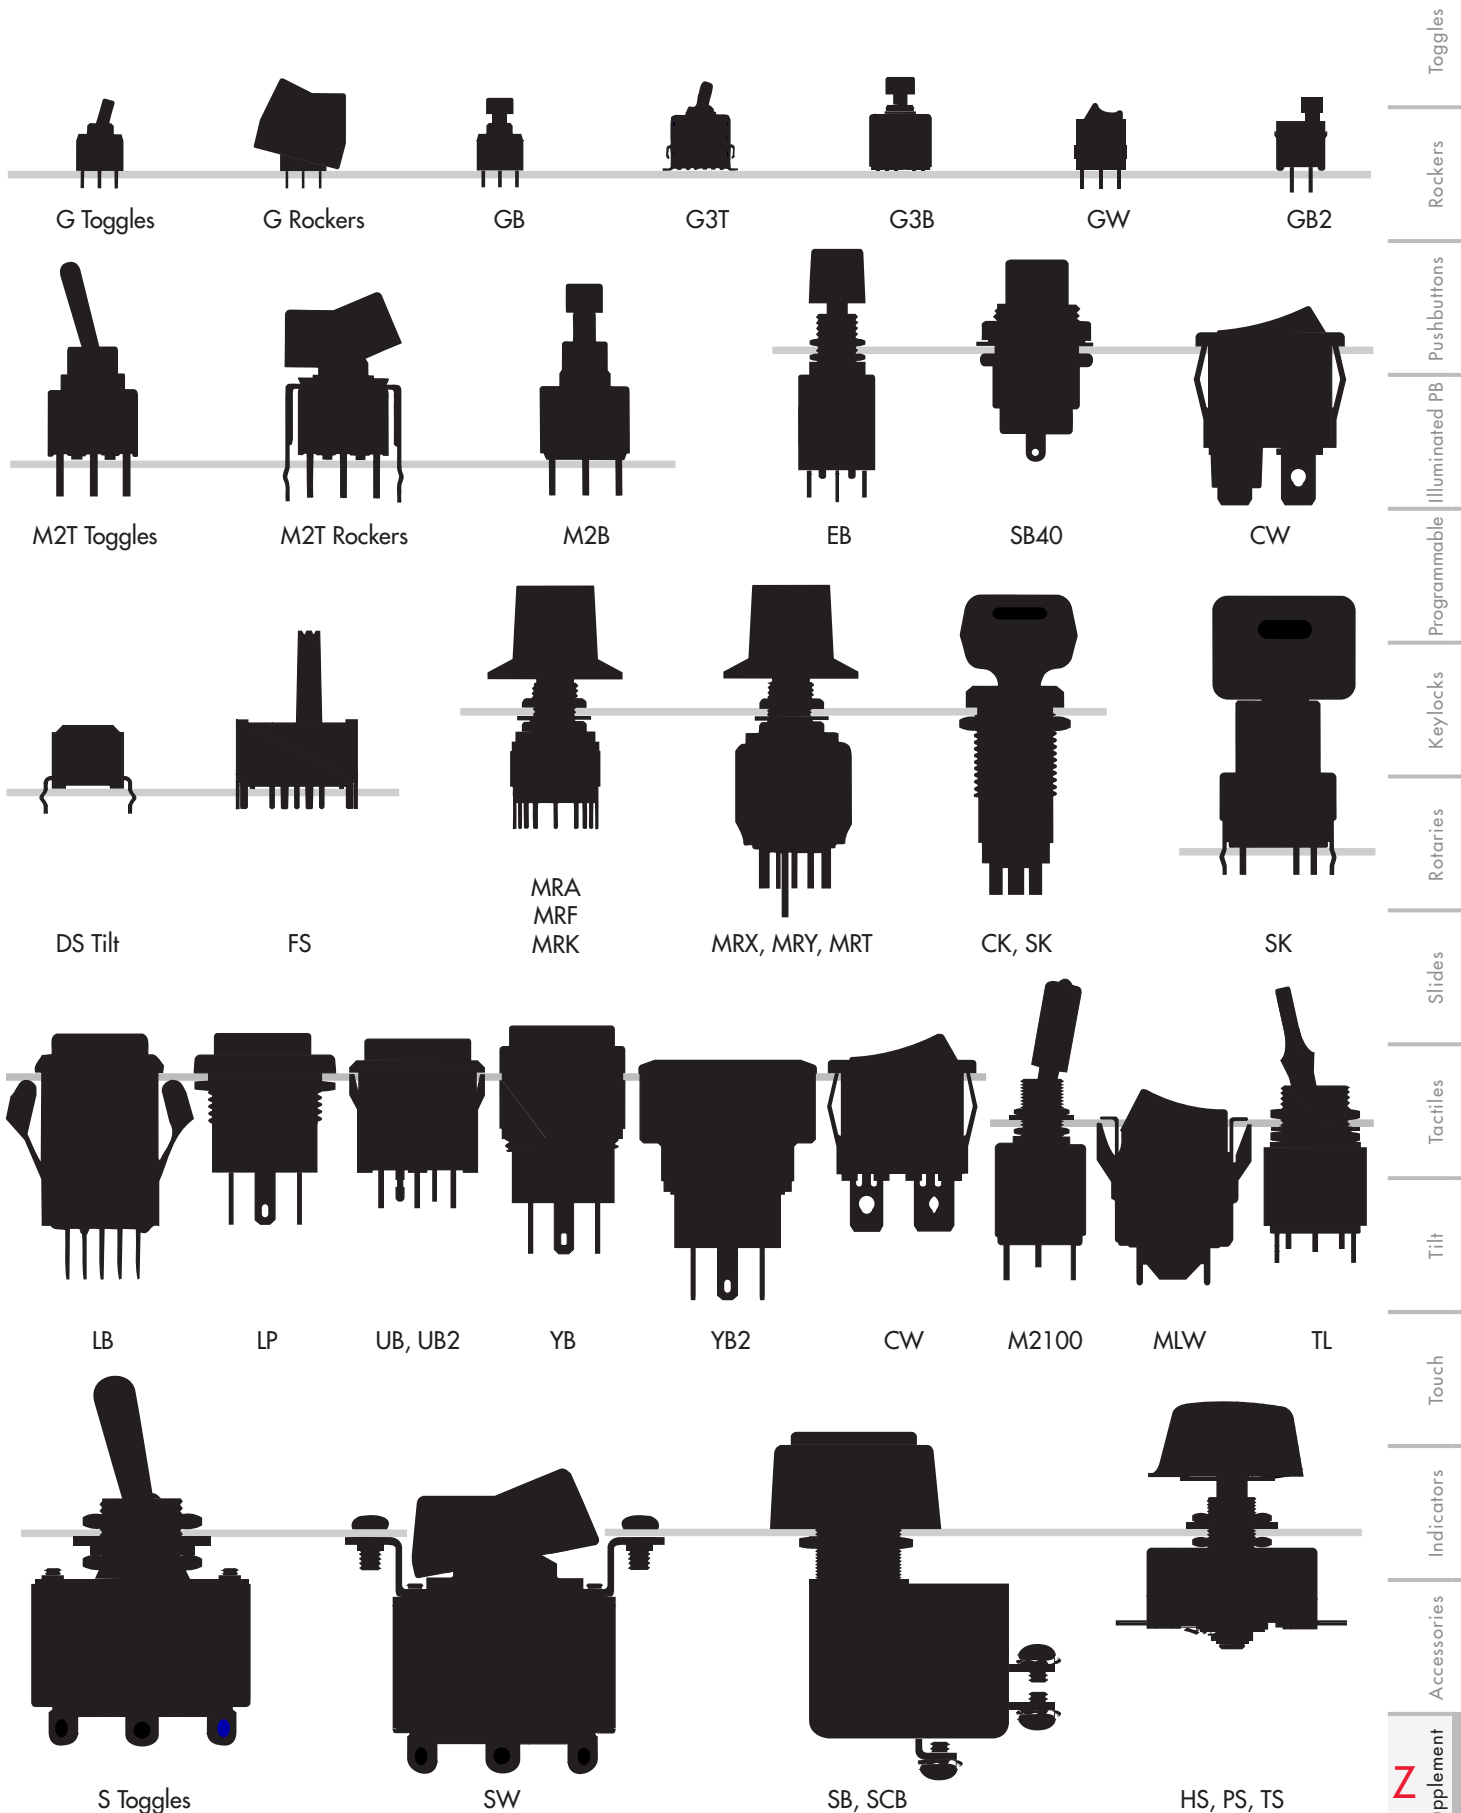 G Toggles
G Rockers
GB
G3T
G3B
GW
GB2
M2T Toggles
M2T Rockers
M2B
EB
SB40
CW
DS Tilt
FS
MRA
MRF
MRK
MRX, MRY, MRT
CK, SK
SK
LB
LP
UB, UB2
YB
YB2
CW
M2100
MLW
TL
S Toggles
SW
SB, SCB
HS, PS, TS
Toggles
Rockers
Pushbuttons
Illuminated PB
Programmable
Keylocks
Rotaries
Slides
Tactiles
Tilt
Touch
Indicators
Accessories
Z
pplement